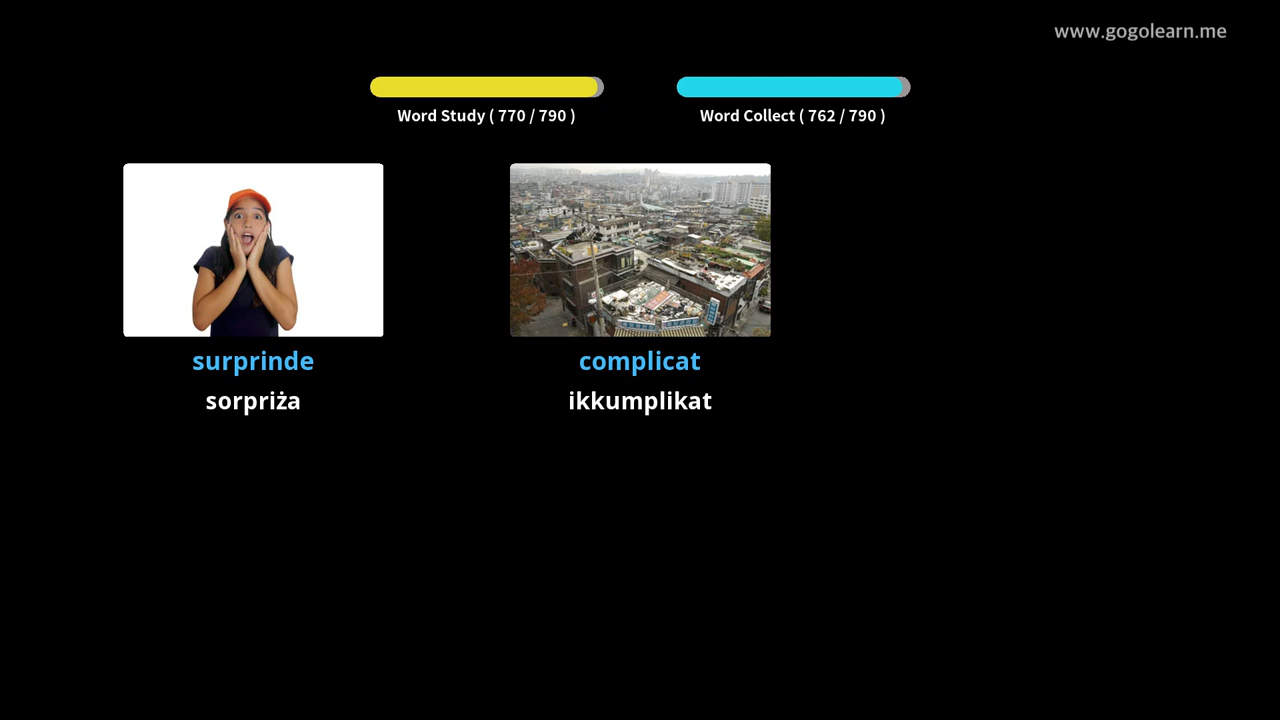 www.gogolearn.me
Word Study ( 770 / 790 )
Word Collect ( 762 / 790 )
surprinde
complicat
sorpriża
ikkumplikat